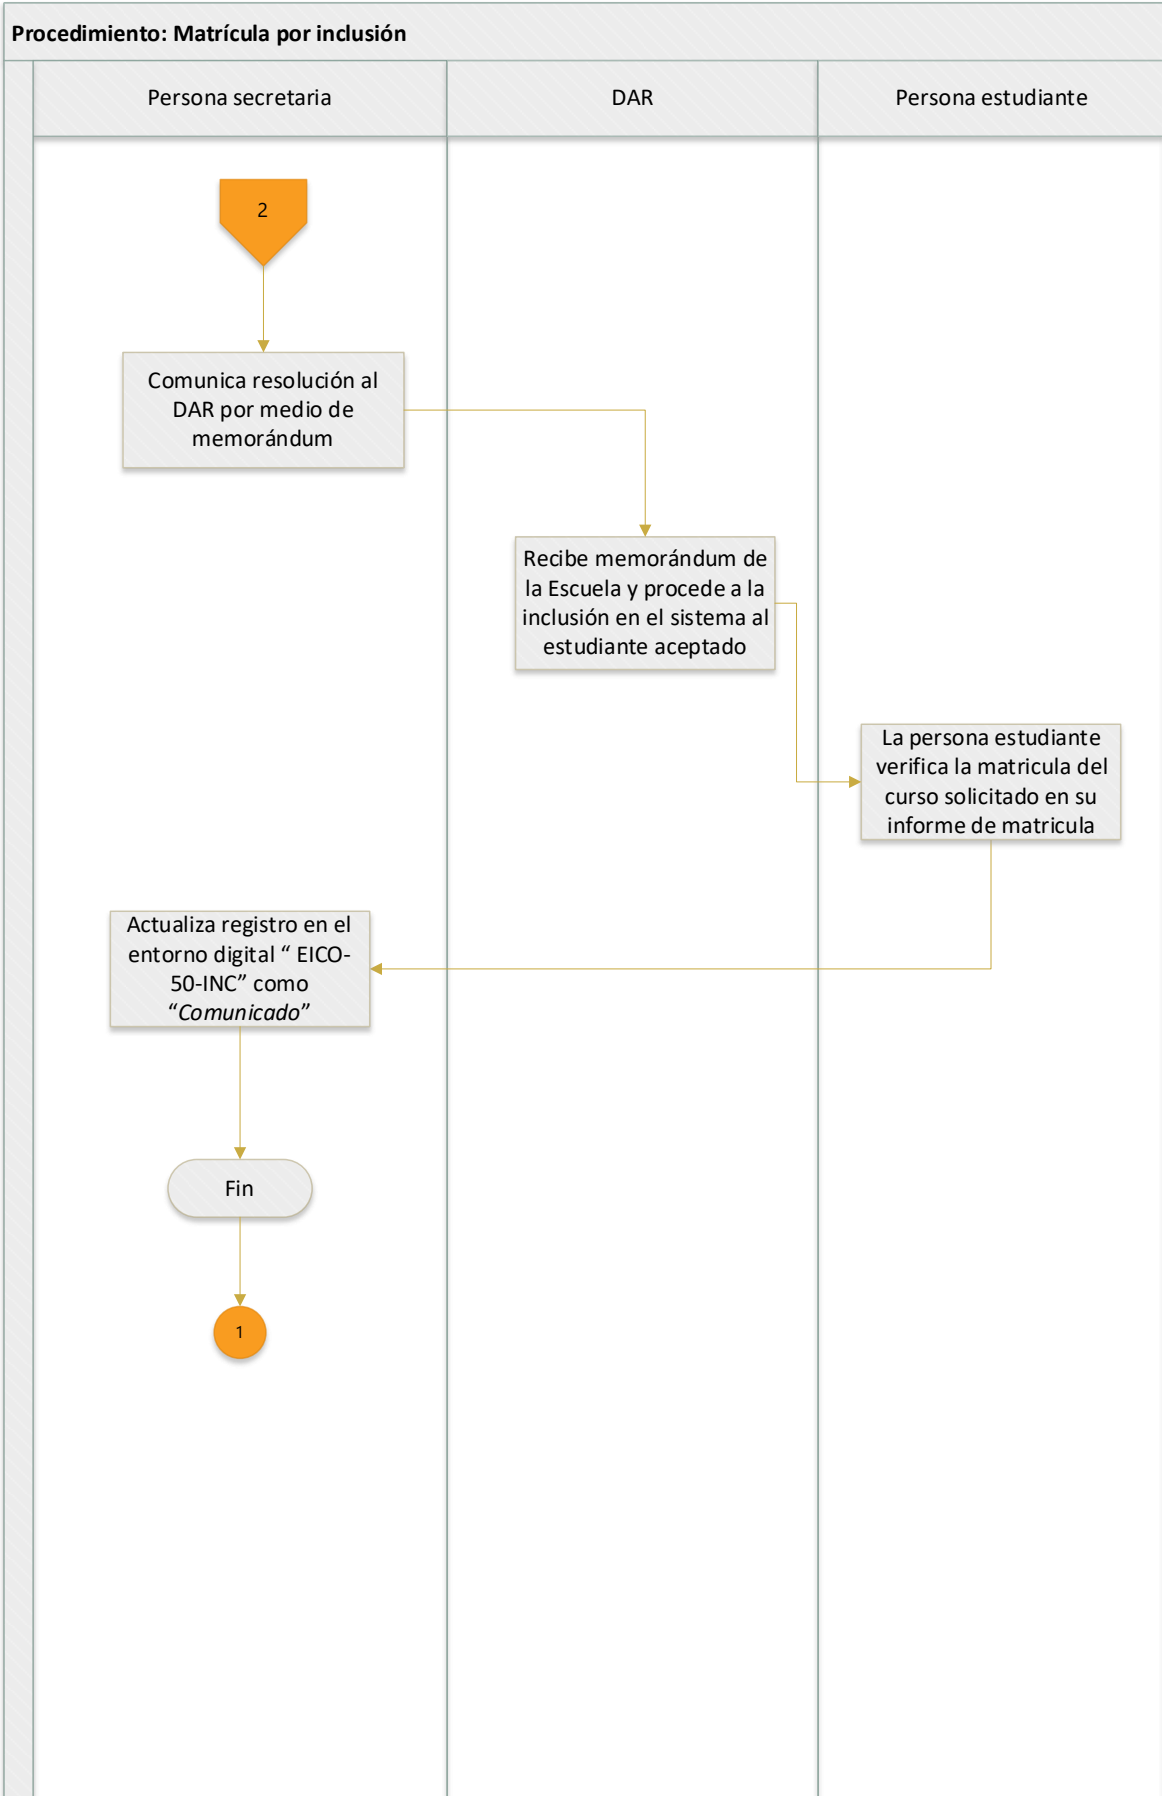 Procedimiento: Matrícula por inclusión
Persona secretaria
DAR
Persona estudiante
2
Comunica resolución al
DAR por medio de
memorándum
Recibe memorándum de
la Escuela y procede a la
inclusión en el sistema al
estudiante aceptado
La persona estudiante
verifica la matricula del
curso solicitado en su
informe de matricula
Actualiza registro en el
entorno digital “ EICO-
50-INC” como
“Comunicado”
Fin
1